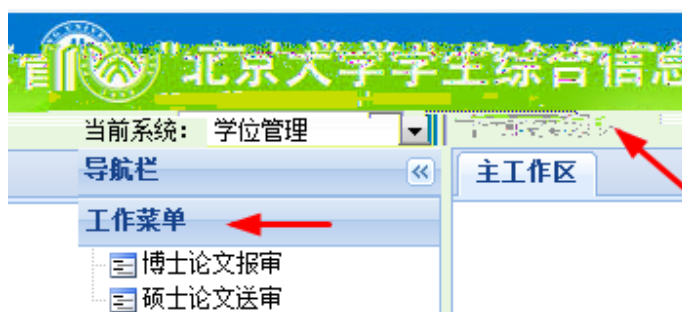 北京大学学生综合信息
当前系统： 学位管理
导航栏
主工作区
工作菜单
博士论文报审
硕士论文送审